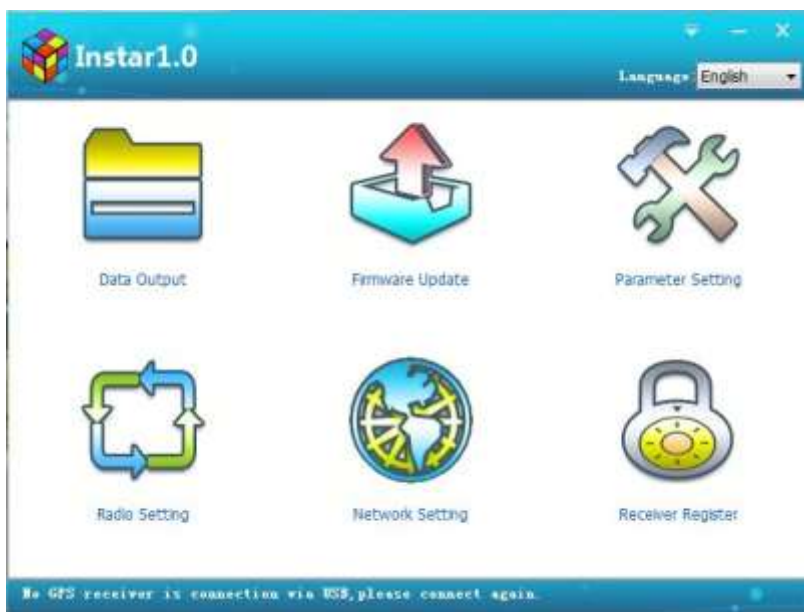 Instar1.0
Language English
Data Output
Firmware Update
Parameter Setting
Radio Setting
Network Setting
Receiver Register
No GPS receiver is connection via USB,please connect again.